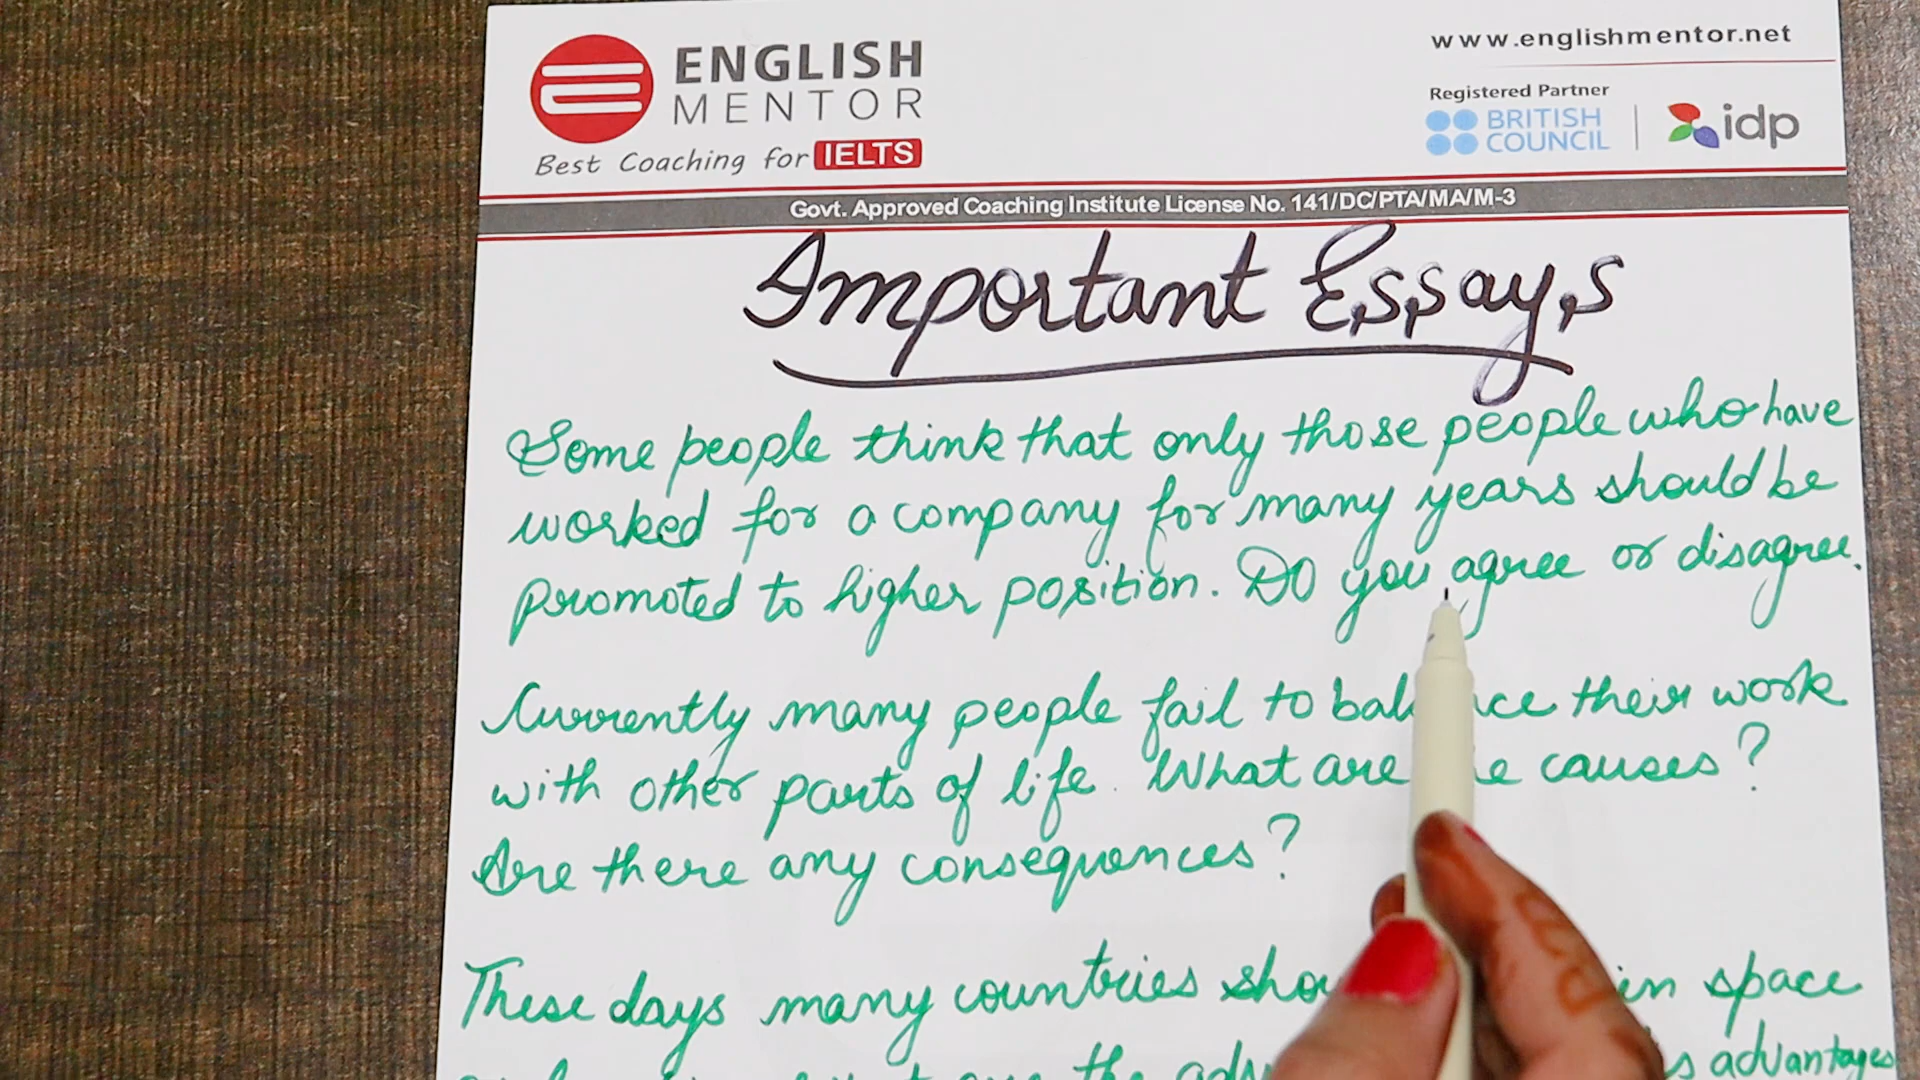 ENGLISH
MENTOR
Best Coaching for IELTS
www.englishmentor.net
Registered Partner
BRITISH
COUNCIL
idp
Govt. Approved Coaching Institute License No. 141/DC/PTA/MA/M-3
Important Essays
Some people think that only those people who have
worked for a company for many years should be
promoted to higher position. Do you agree or disagree.
Currently many people fail to balance their work
with other parts of life. What are the causes?
Are there any consequences?
These days many countries in space
the advantages